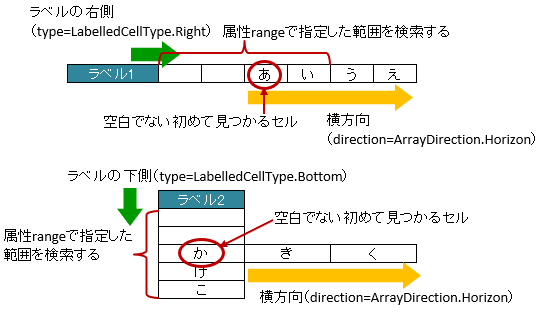 ラベルの右側
(type=LabelledCellType.Right)
属性rangeで指定した範囲を検索する
ラベル1 あ い う え
空白でない初めて見つかるセル
横方向
(direction=ArrayDirection.Horizon)
ラベルの下側(type=LabelledCellType.Bottom)
ラベル2
属性rangeで指定した
範囲を検索する
空白でない初めて見つかるセル
か き く
け
こ
横方向(direction=ArrayDirection.Horizon)